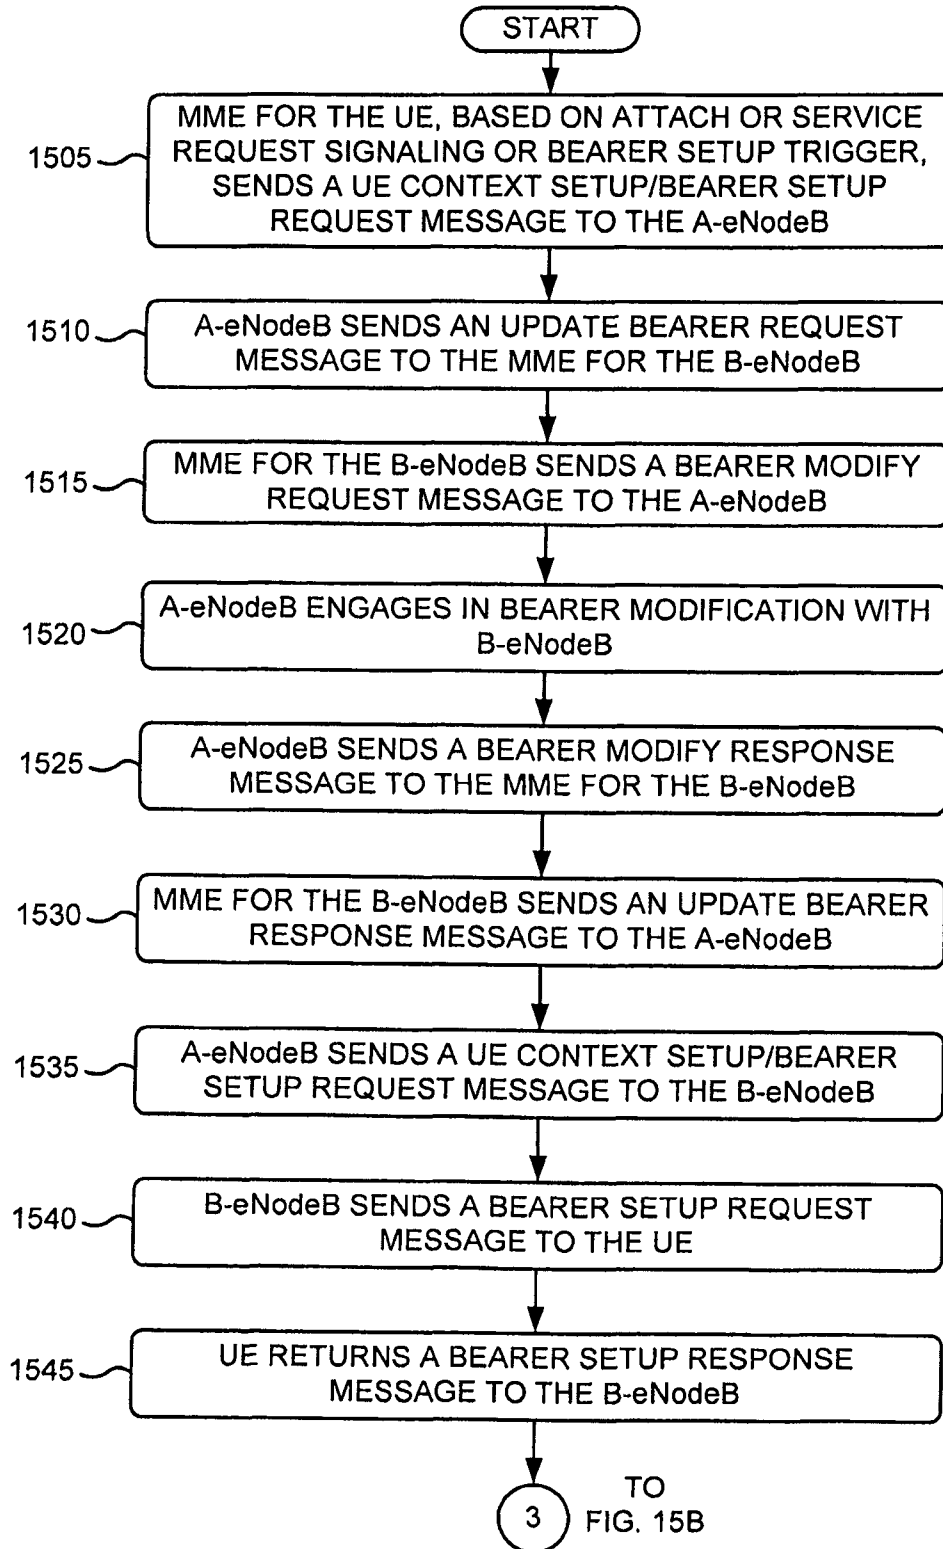 START
MME FOR THE UE, BASED ON ATTACH OR SERVICE
REQUEST SIGNALING OR BEARER SETUP TRIGGER,
SENDS A UE CONTEXT SETUP/BEARER SETUP
REQUEST MESSAGE TO THE A-eNodeB
1505
A-eNodeB SENDS AN UPDATE BEARER REQUEST
MESSAGE TO THE MME FOR THE B-eNodeB
1510
MME FOR THE B-eNodeB SENDS A BEARER MODIFY
REQUEST MESSAGE TO THE A-eNodeB
1515
A-eNodeB ENGAGES IN BEARER MODIFICATION WITH
B-eNodeB
1520
A-eNodeB SENDS A BEARER MODIFY RESPONSE
MESSAGE TO THE MME FOR THE B-eNodeB
1525
MME FOR THE B-eNodeB SENDS AN UPDATE BEARER
RESPONSE MESSAGE TO THE A-eNodeB
1530
A-eNodeB SENDS A UE CONTEXT SETUP/BEARER
SETUP REQUEST MESSAGE TO THE B-eNodeB
1535
B-eNodeB SENDS A BEARER SETUP REQUEST
MESSAGE TO THE UE
1540
UE RETURNS A BEARER SETUP RESPONSE
MESSAGE TO THE B-eNodeB
1545
3
TO
FIG. 15B